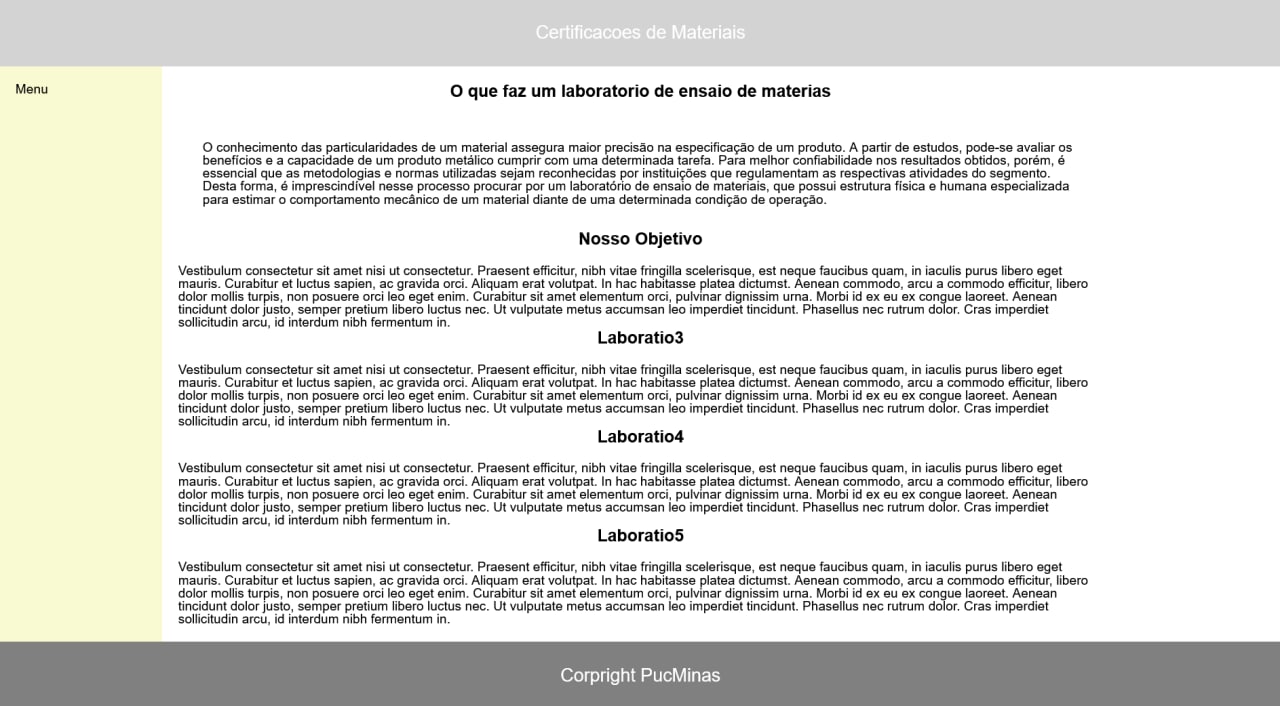 Certificacoes de Materiais
Menu
O que faz um laboratorio de ensaio de materias
O conhecimento das particularidades de um material assegura maior precisão na especificação de um produto. A partir de estudos, pode-se avaliar os
benefícios e a capacidade de um produto metálico cumprir com uma determinada tarefa. Para melhor confiabilidade nos resultados obtidos, porém, é
essencial que as metodologias e normas utilizadas sejam reconhecidas por instituições que regulamentam as respectivas atividades do segmento.
Desta forma, é imprescindível nesse processo procurar por um laboratório de ensaio de materiais, que possui estrutura física e humana especializada
para estimar o comportamento mecânico de um material diante de uma determinada condição de operação.
Nosso Objetivo
Vestibulum consectetur sit amet nisi ut consectetur. Praesent efficitur, nibh vitae fringilla scelerisque, est neque faucibus quam, in iaculis purus libero eget
mauris. Curabitur et luctus sapien, ac gravida orci. Aliquam erat volutpat. In hac habitasse platea dictumst. Aenean commodo, arcu a commodo efficitur, libero
dolor mollis turpis, non posuere orci leo eget enim. Curabitur sit amet elementum orci, pulvinar dignissim urna. Morbi id ex eu ex congue laoreet. Aenean
tincidunt dolor justo, semper pretium libero luctus nec. Ut vulputate metus accumsan leo imperdiet tincidunt. Phasellus nec rutrum dolor. Cras imperdiet
sollicitudin arcu, id interdum nibh fermentum in.
Laboratio3
Vestibulum consectetur sit amet nisi ut consectetur. Praesent efficitur, nibh vitae fringilla scelerisque, est neque faucibus quam, in iaculis purus libero eget
mauris. Curabitur et luctus sapien, ac gravida orci. Aliquam erat volutpat. In hac habitasse platea dictumst. Aenean commodo, arcu a commodo efficitur, libero
dolor mollis turpis, non posuere orci leo eget enim. Curabitur sit amet elementum orci, pulvinar dignissim urna. Morbi id ex eu ex congue laoreet. Aenean
tincidunt dolor justo, semper pretium libero luctus nec. Ut vulputate metus accumsan leo imperdiet tincidunt. Phasellus nec rutrum dolor. Cras imperdiet
sollicitudin arcu, id interdum nibh fermentum in.
Laboratio4
Vestibulum consectetur sit amet nisi ut consectetur. Praesent efficitur, nibh vitae fringilla scelerisque, est neque faucibus quam, in iaculis purus libero eget
mauris. Curabitur et luctus sapien, ac gravida orci. Aliquam erat volutpat. In hac habitasse platea dictumst. Aenean commodo, arcu a commodo efficitur, libero
dolor mollis turpis, non posuere orci leo eget enim. Curabitur sit amet elementum orci, pulvinar dignissim urna. Morbi id ex eu ex congue laoreet. Aenean
tincidunt dolor justo, semper pretium libero luctus nec. Ut vulputate metus accumsan leo imperdiet tincidunt. Phasellus nec rutrum dolor. Cras imperdiet
sollicitudin arcu, id interdum nibh fermentum in.
Laboratio5
Vestibulum consectetur sit amet nisi ut consectetur. Praesent efficitur, nibh vitae fringilla scelerisque, est neque faucibus quam, in iaculis purus libero eget
mauris. Curabitur et luctus sapien, ac gravida orci. Aliquam erat volutpat. In hac habitasse platea dictumst. Aenean commodo, arcu a commodo efficitur, libero
dolor mollis turpis, non posuere orci leo eget enim. Curabitur sit amet elementum orci, pulvinar dignissim urna. Morbi id ex eu ex congue laoreet. Aenean
tincidunt dolor justo, semper pretium libero luctus nec. Ut vulputate metus accumsan leo imperdiet tincidunt. Phasellus nec rutrum dolor. Cras imperdiet
sollicitudin arcu, id interdum nibh fermentum in.
Corpright PucMinas